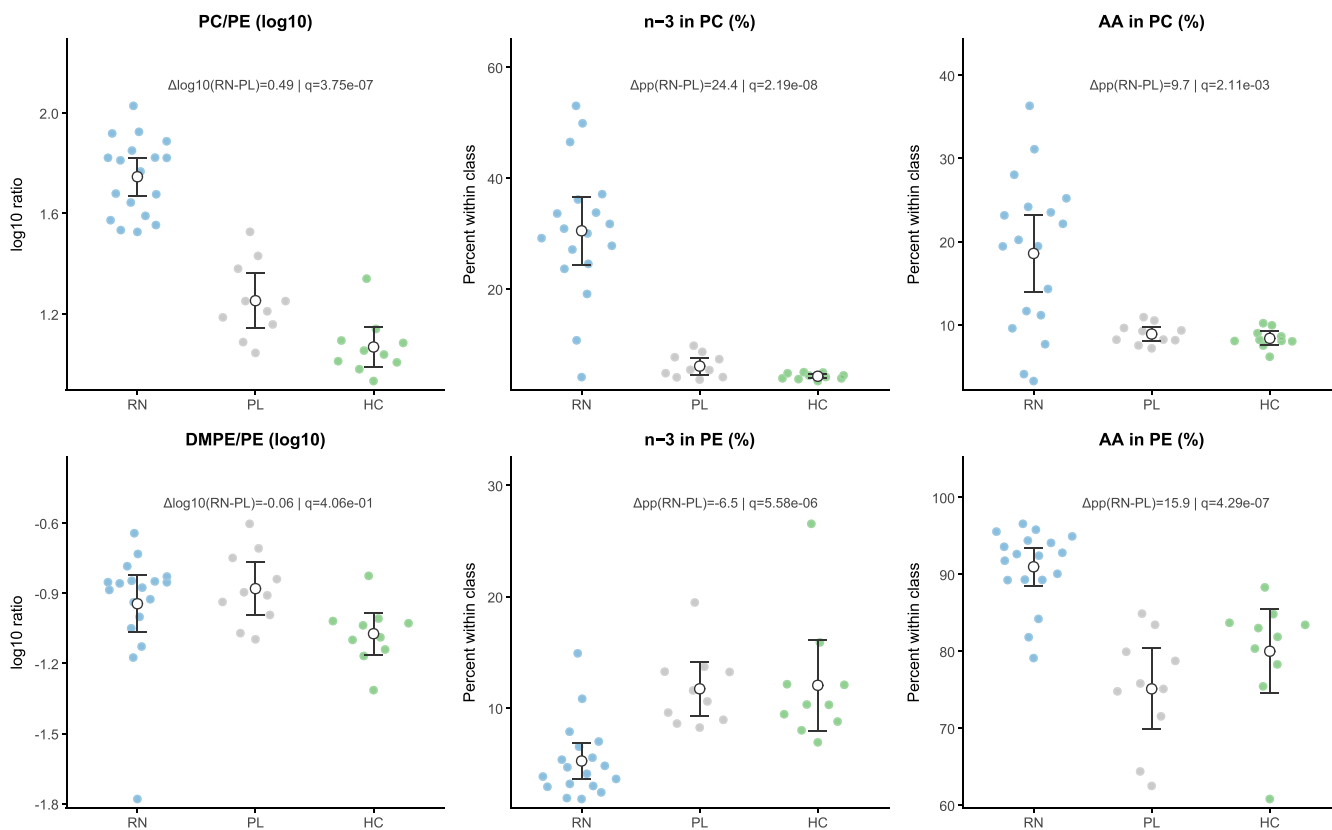 PC/PE (log10)
Δlog10(RN-PL)=0.49 | q=3.75e-07
log10 ratio
2.0
1.6
1.2
RN
PL
HC
n-3 in PC (%)
Δpp(RN-PL)=24.4 | q=2.19e-08
Percent within class
60
40
20
RN
PL
HC
AA in PC (%)
Δpp(RN-PL)=9.7 | q=2.11e-03
Percent within class
40
30
20
10
RN
PL
HC
DMPE/PE (log10)
Δlog10(RN-PL)=-0.06 | q=4.06e-01
log10 ratio
-0.6
-0.9
-1.2
-1.5
-1.8
RN
PL
HC
n-3 in PE (%)
Δpp(RN-PL)=-6.5 | q=5.58e-06
Percent within class
30
20
10
RN
PL
HC
AA in PE (%)
Δpp(RN-PL)=15.9 | q=4.29e-07
Percent within class
100
90
80
70
60
RN
PL
HC